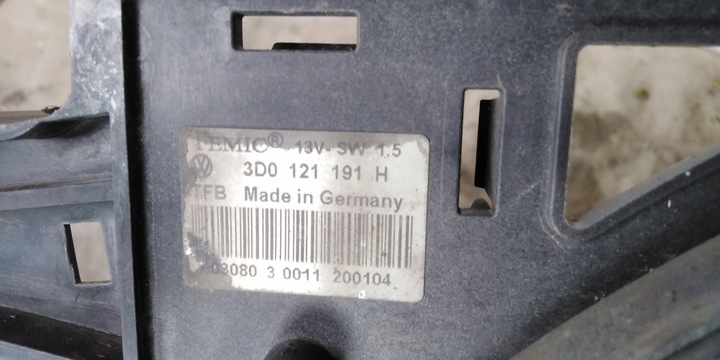 TEMIC® 13V- SW 1.5
3D0 121 191 H
TFB Made in Germany
03080 3 0011 200104